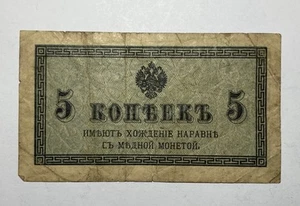 5 КОПѢЕКЪ 5
ИМѢЮТЪ ХОЖДЕНІЕ НАРАВНѢ
СЪ МѢДНОЙ МОНЕТОЙ.